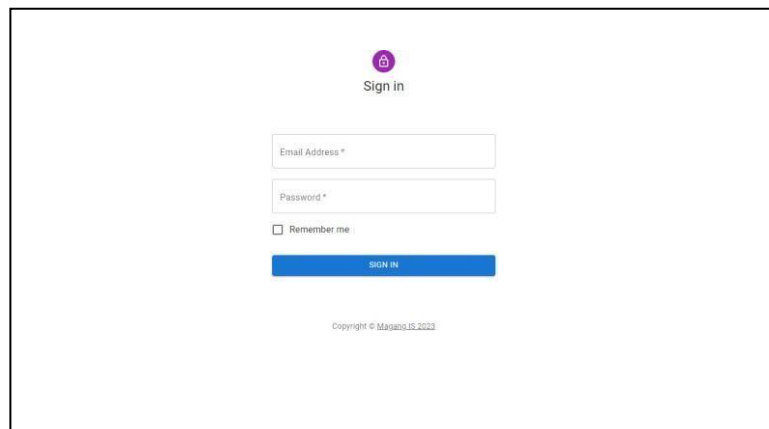 Sign in
Email Address *
Password *
Remember me
SIGN IN
Copyright © Magang IS 2023